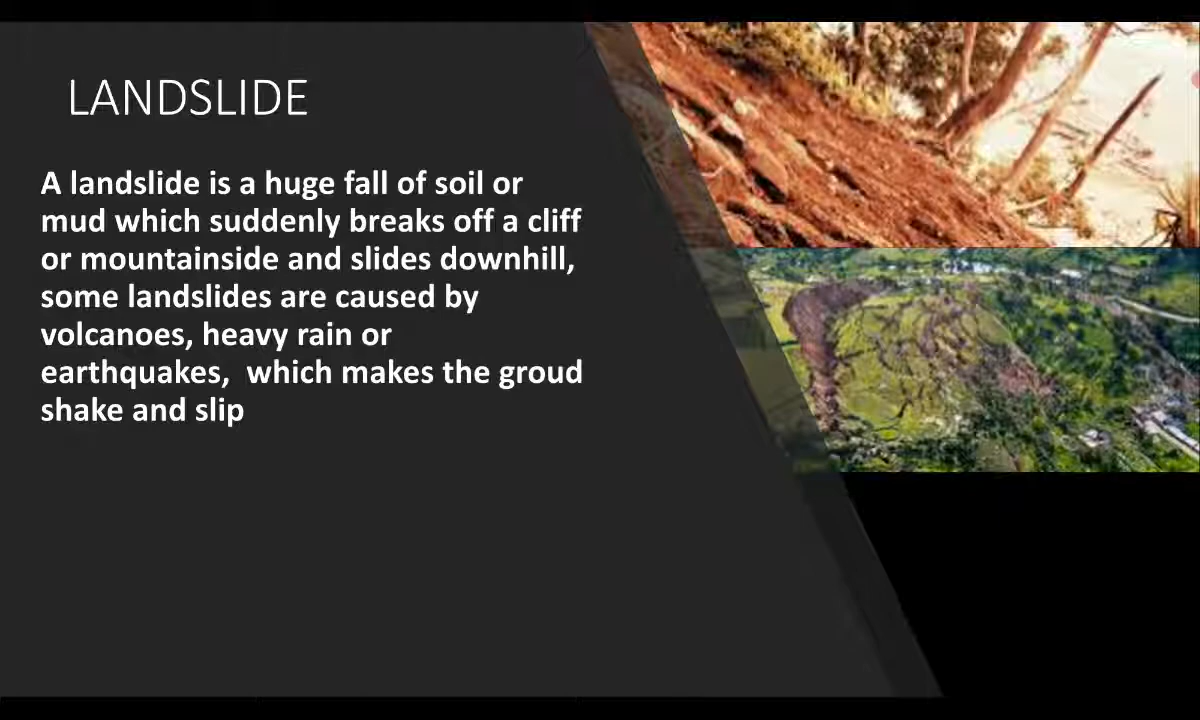 LANDSLIDE
A landslide is a huge fall of soil or
mud which suddenly breaks off a cliff
or mountainside and slides downhill,
some landslides are caused by
volcanoes, heavy rain or
earthquakes,  which makes the groud
shake and slip